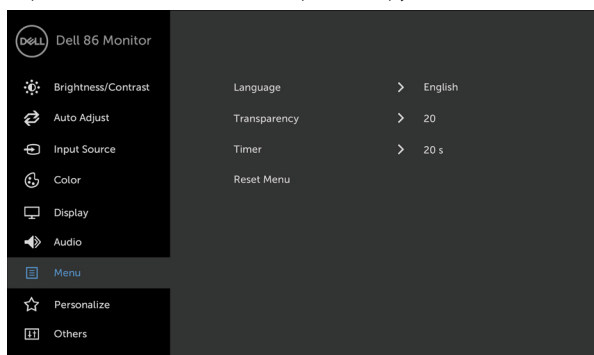 DELL Dell 86 Monitor
Brightness/Contrast
Auto Adjust
Input Source
Color
Display
Audio
Menu
Personalize
Others
Language > English
Transparency > 20
Timer > 20 s
Reset Menu